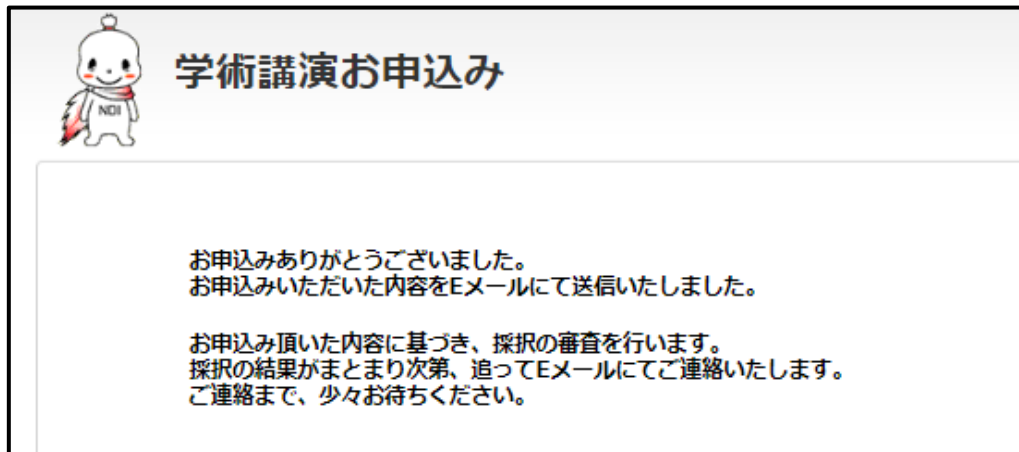 学術講演お申込み
NDI
お申込みありがとうございました。
お申込みいただいた内容をEメールにて送信いたしました。
お申込み頂いた内容に基づき、採択の審査を行います。
採択の結果がまとまり次第、追ってEメールにてご連絡いたします。
ご連絡まで、少々お待ちください。